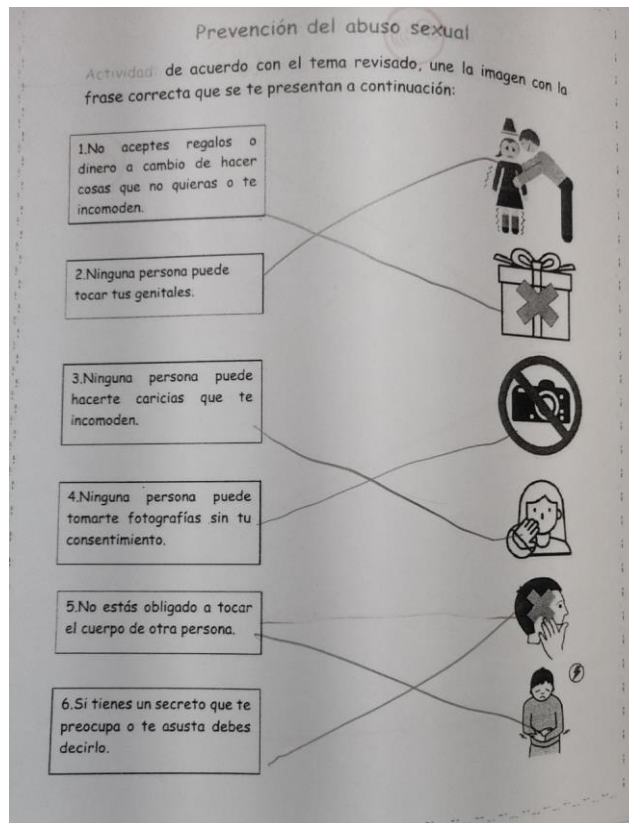 Prevención del abuso sexual
Actividad: de acuerdo con el tema revisado, une la imagen con la
frase correcta que se te presentan a continuación:
1.No aceptes regalos o
dinero a cambio de hacer
cosas que no quieras o te
incomoden.
2.Ninguna persona puede
tocar tus genitales.
3.Ninguna persona puede
hacerte caricias que te
incomoden.
4.Ninguna persona puede
tomarte fotografías sin tu
consentimiento.
5.No estás obligado a tocar
el cuerpo de otra persona.
6.Si tienes un secreto que te
preocupa o te asusta debes
decirlo.